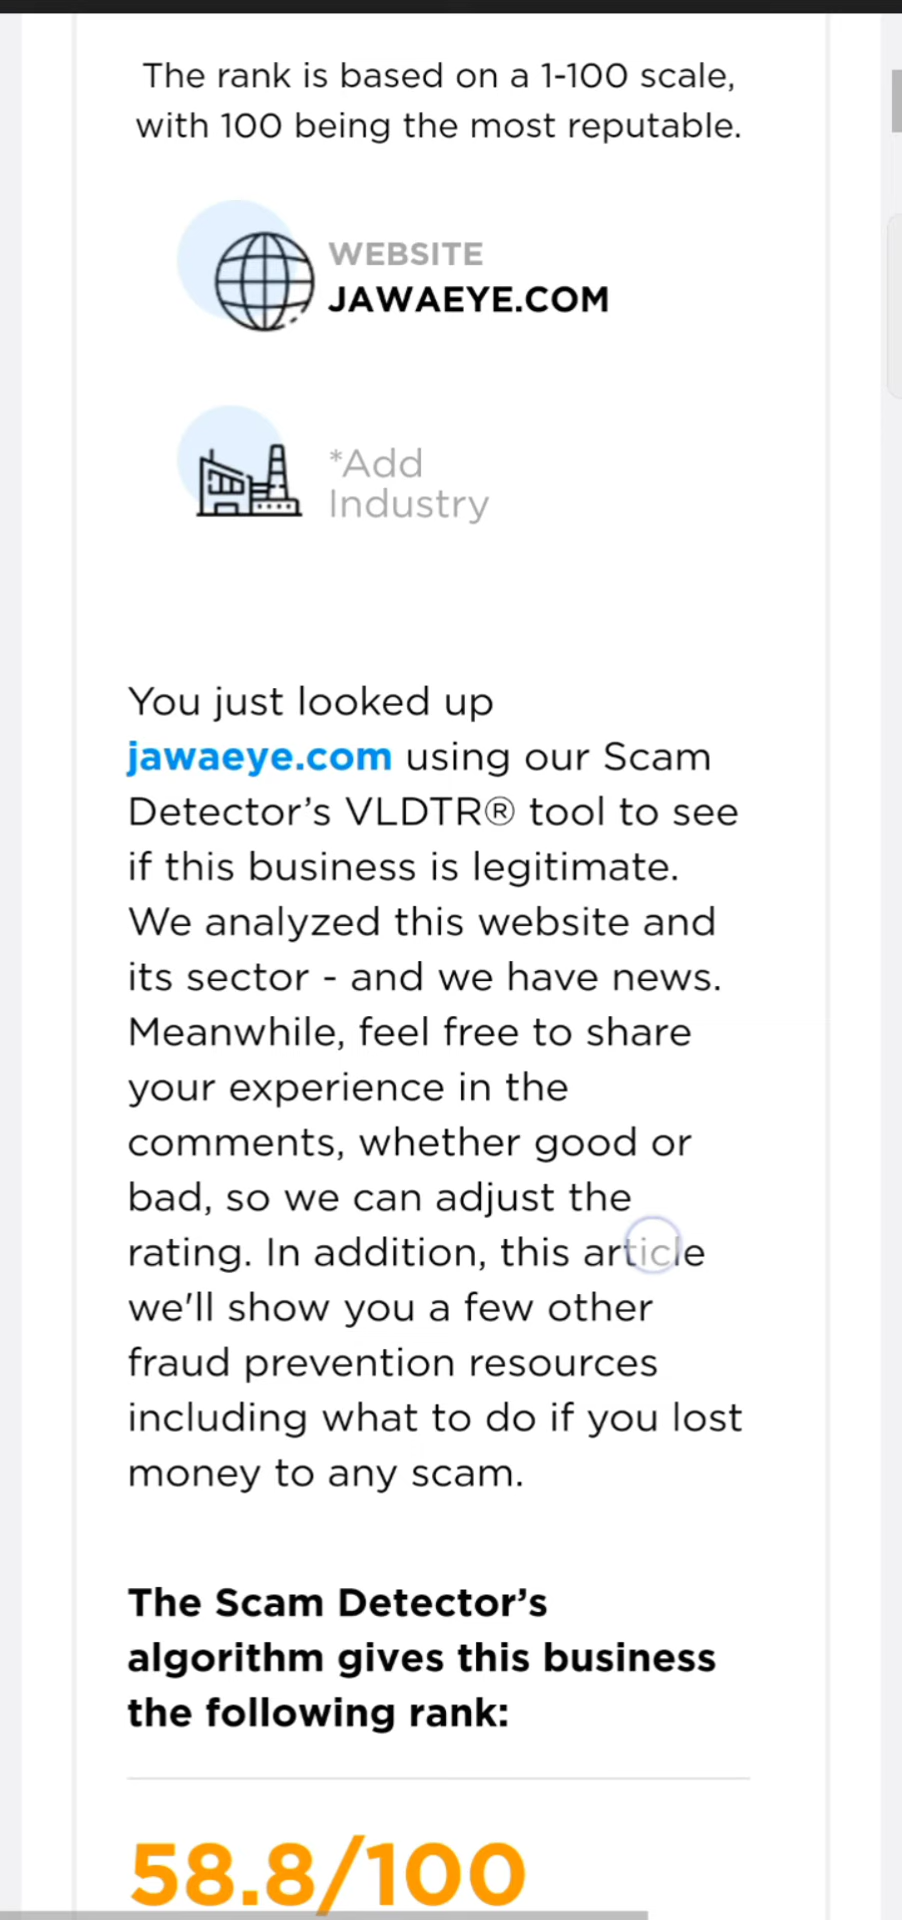 The rank is based on a 1-100 scale,
with 100 being the most reputable.
WEBSITE
JAWAEYE.COM
*Add
Industry
You just looked up
jawaeye.com using our Scam
Detector’s VLDTR® tool to see
if this business is legitimate.
We analyzed this website and
its sector - and we have news.
Meanwhile, feel free to share
your experience in the
comments, whether good or
bad, so we can adjust the
rating. In addition, this article
we'll show you a few other
fraud prevention resources
including what to do if you lost
money to any scam.
The Scam Detector’s
algorithm gives this business
the following rank:
58.8/100